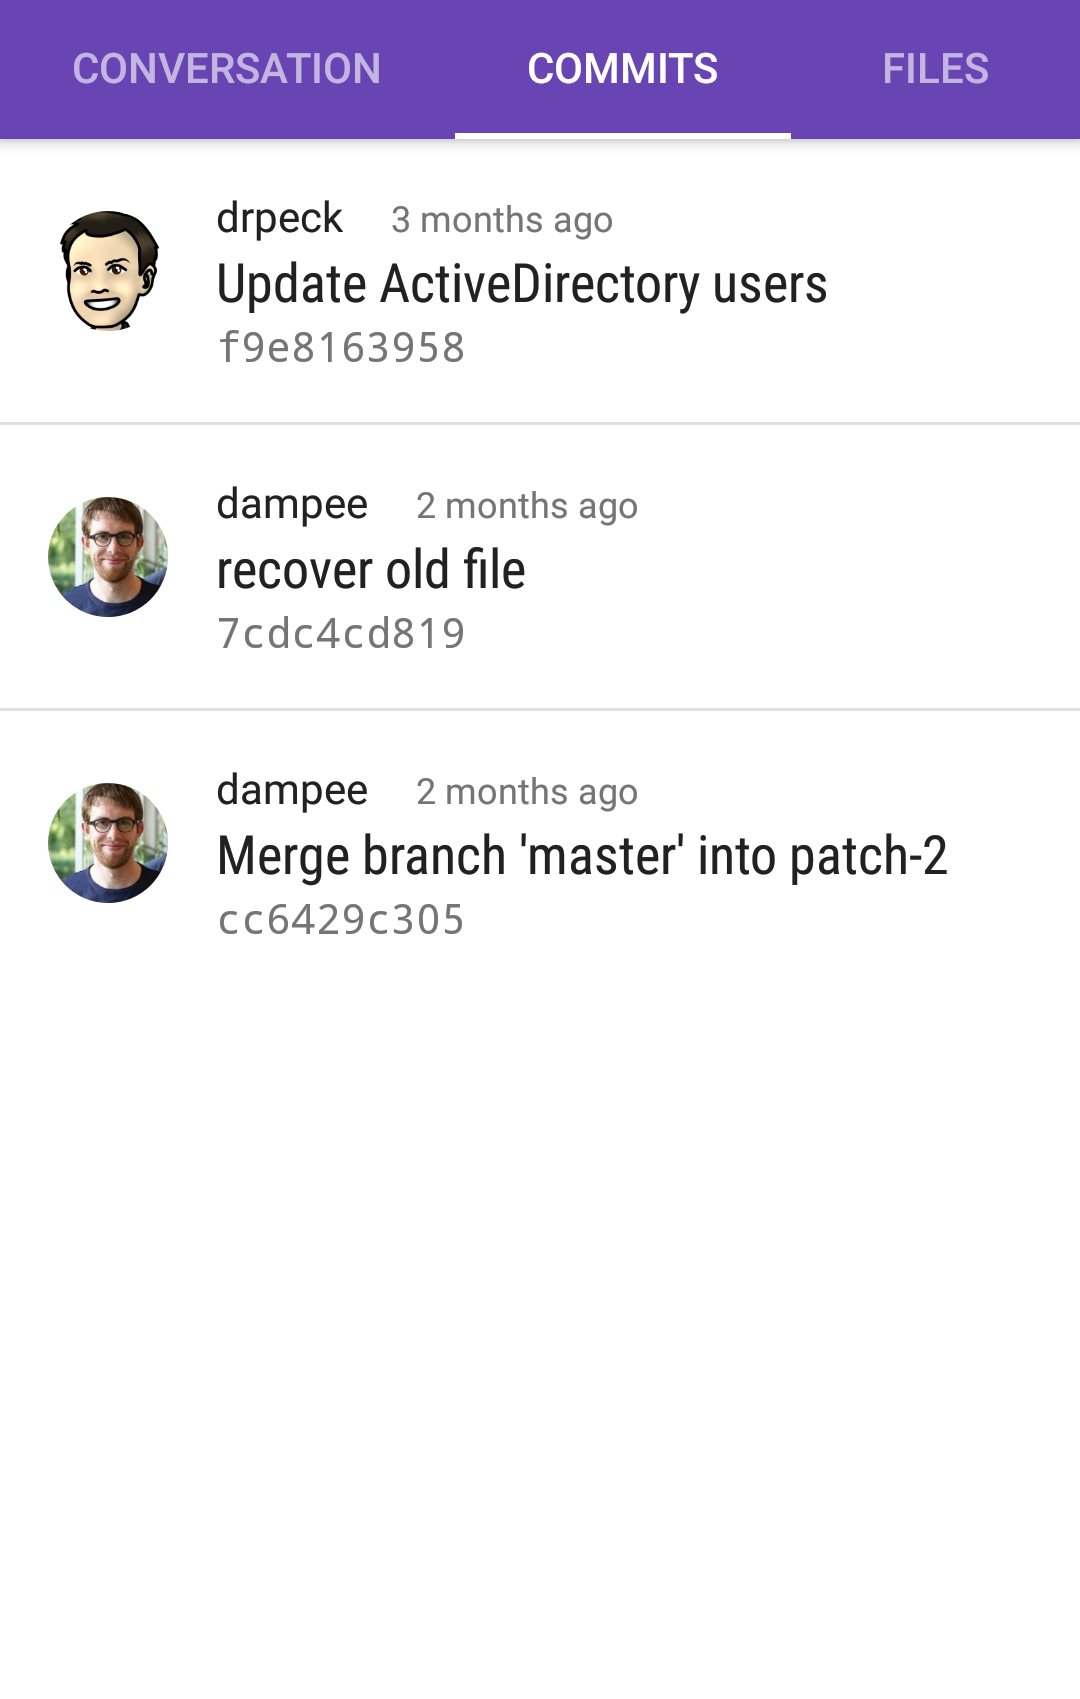 CONVERSATION COMMITS FILES
drpeck 3 months ago
Update ActiveDirectory users
f9e8163958
dampee 2 months ago
recover old file
7cdc4cd819
dampee 2 months ago
Merge branch 'master' into patch-2
cc6429c305